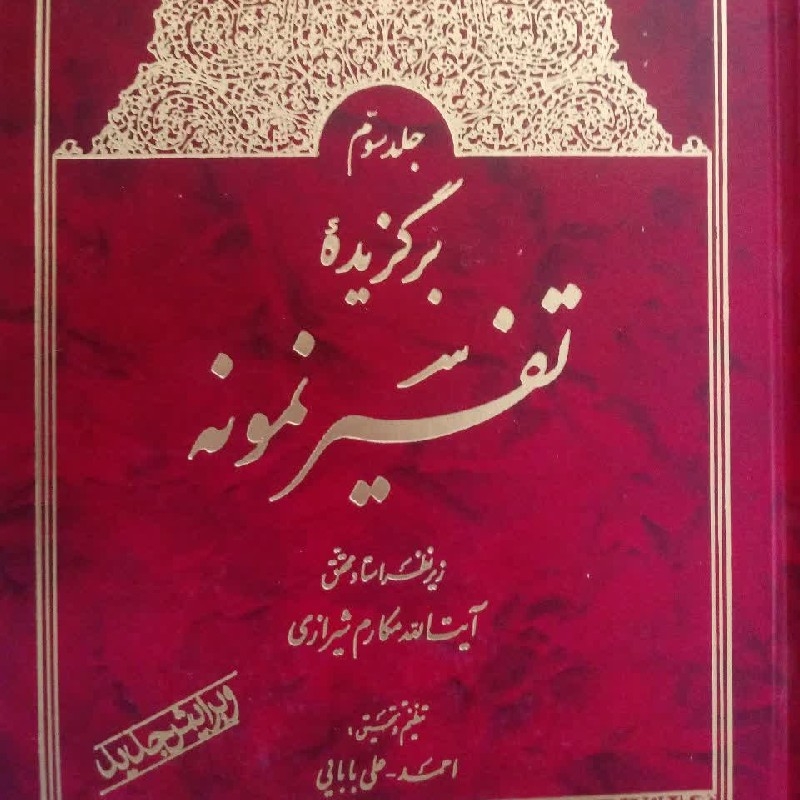 جلد سوّم
برگزیدهٔ
تفسیر نمونه
زیر نظر استاد محقق
آیت‌الله مکارم شیرازی
تنظیم و تحقیق:
احمد - علی بابایی
ویرایش جدید